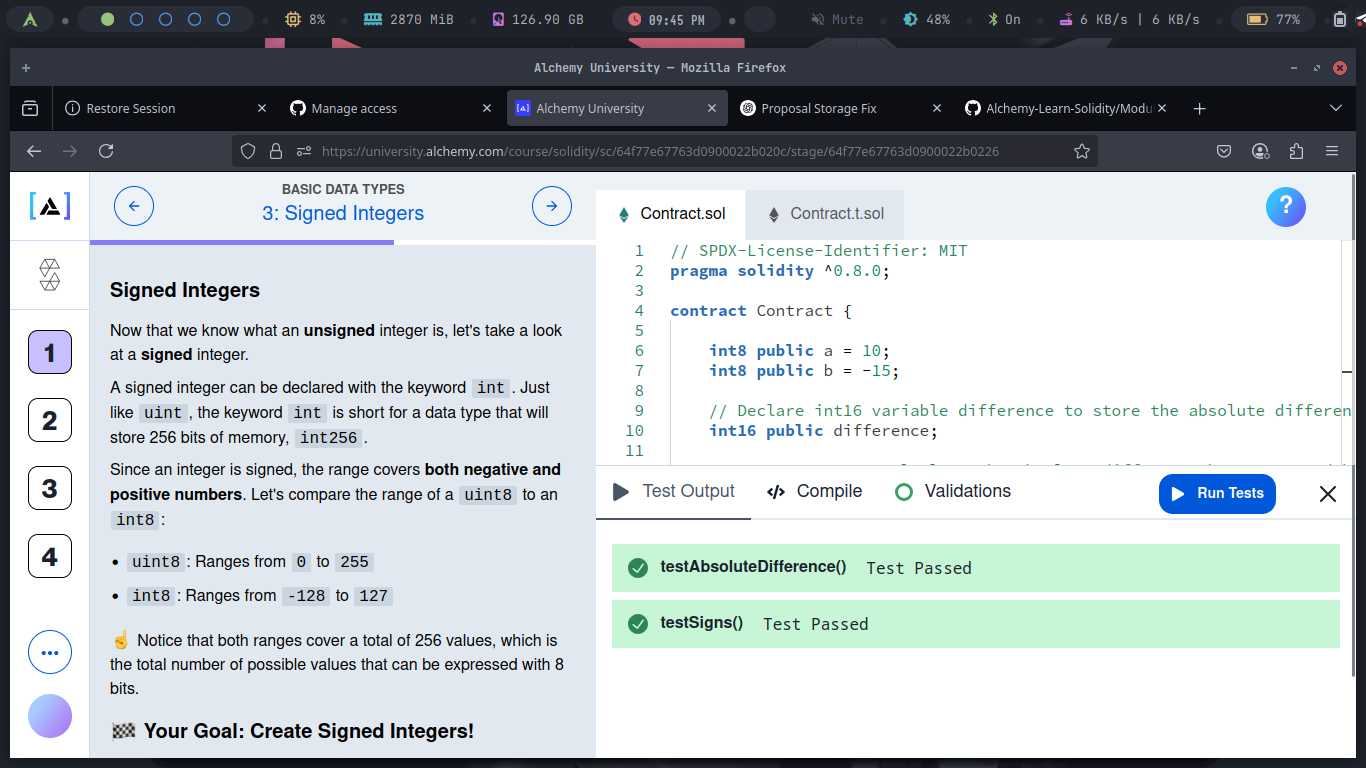 8%
2870 MiB
126.90 GB
09:45 PM
Mute
48%
On
6 KB/s | 6 KB/s
77%
Alchemy University — Mozilla Firefox
Restore Session
Manage access
Alchemy University
Proposal Storage Fix
Alchemy-Learn-Solidity/Modu
https://university.alchemy.com/course/solidity/sc/64f77e67763d0900022b020c/stage/64f77e67763d0900022b0226
BASIC DATA TYPES
3: Signed Integers
Contract.sol
Contract.t.sol
?
1
2
3
4
Signed Integers
Now that we know what an unsigned integer is, let's take a look
at a signed integer.
A signed integer can be declared with the keyword int. Just
like uint, the keyword int is short for a data type that will
store 256 bits of memory, int256.
Since an integer is signed, the range covers both negative and
positive numbers. Let's compare the range of a uint8 to an
int8:
• uint8: Ranges from 0 to 255
• int8: Ranges from -128 to 127
☝️ Notice that both ranges cover a total of 256 values, which is
the total number of possible values that can be expressed with 8
bits.
🏁 Your Goal: Create Signed Integers!
1 // SPDX-License-Identifier: MIT
2 pragma solidity ^0.8.0;
3
4 contract Contract {
5
6 int8 public a = 10;
7 int8 public b = -15;
8
9 // Declare int16 variable difference to store the absolute differen
10 int16 public difference;
11
Test Output
Compile
Validations
Run Tests
testAbsoluteDifference() Test Passed
testSigns() Test Passed